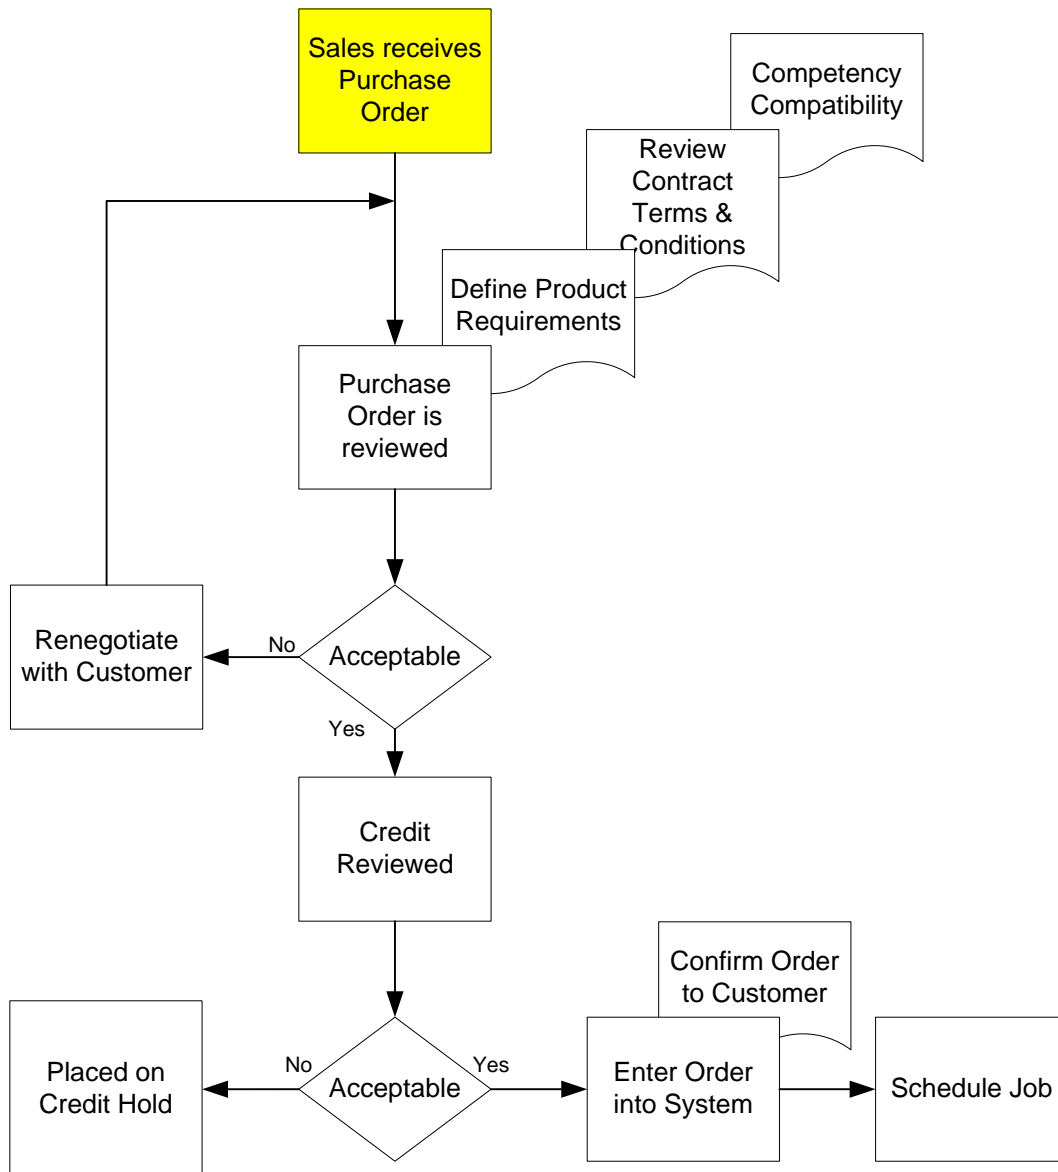 Sales receives
Purchase
Order
Competency
Compatibility
Review
Contract
Terms &
Conditions
Define Product
Requirements
Purchase
Order is
reviewed
Renegotiate
with Customer
No
Acceptable
Yes
Credit
Reviewed
Confirm Order
to Customer
Placed on
Credit Hold
No
Acceptable
Yes
Enter Order
into System
Schedule Job